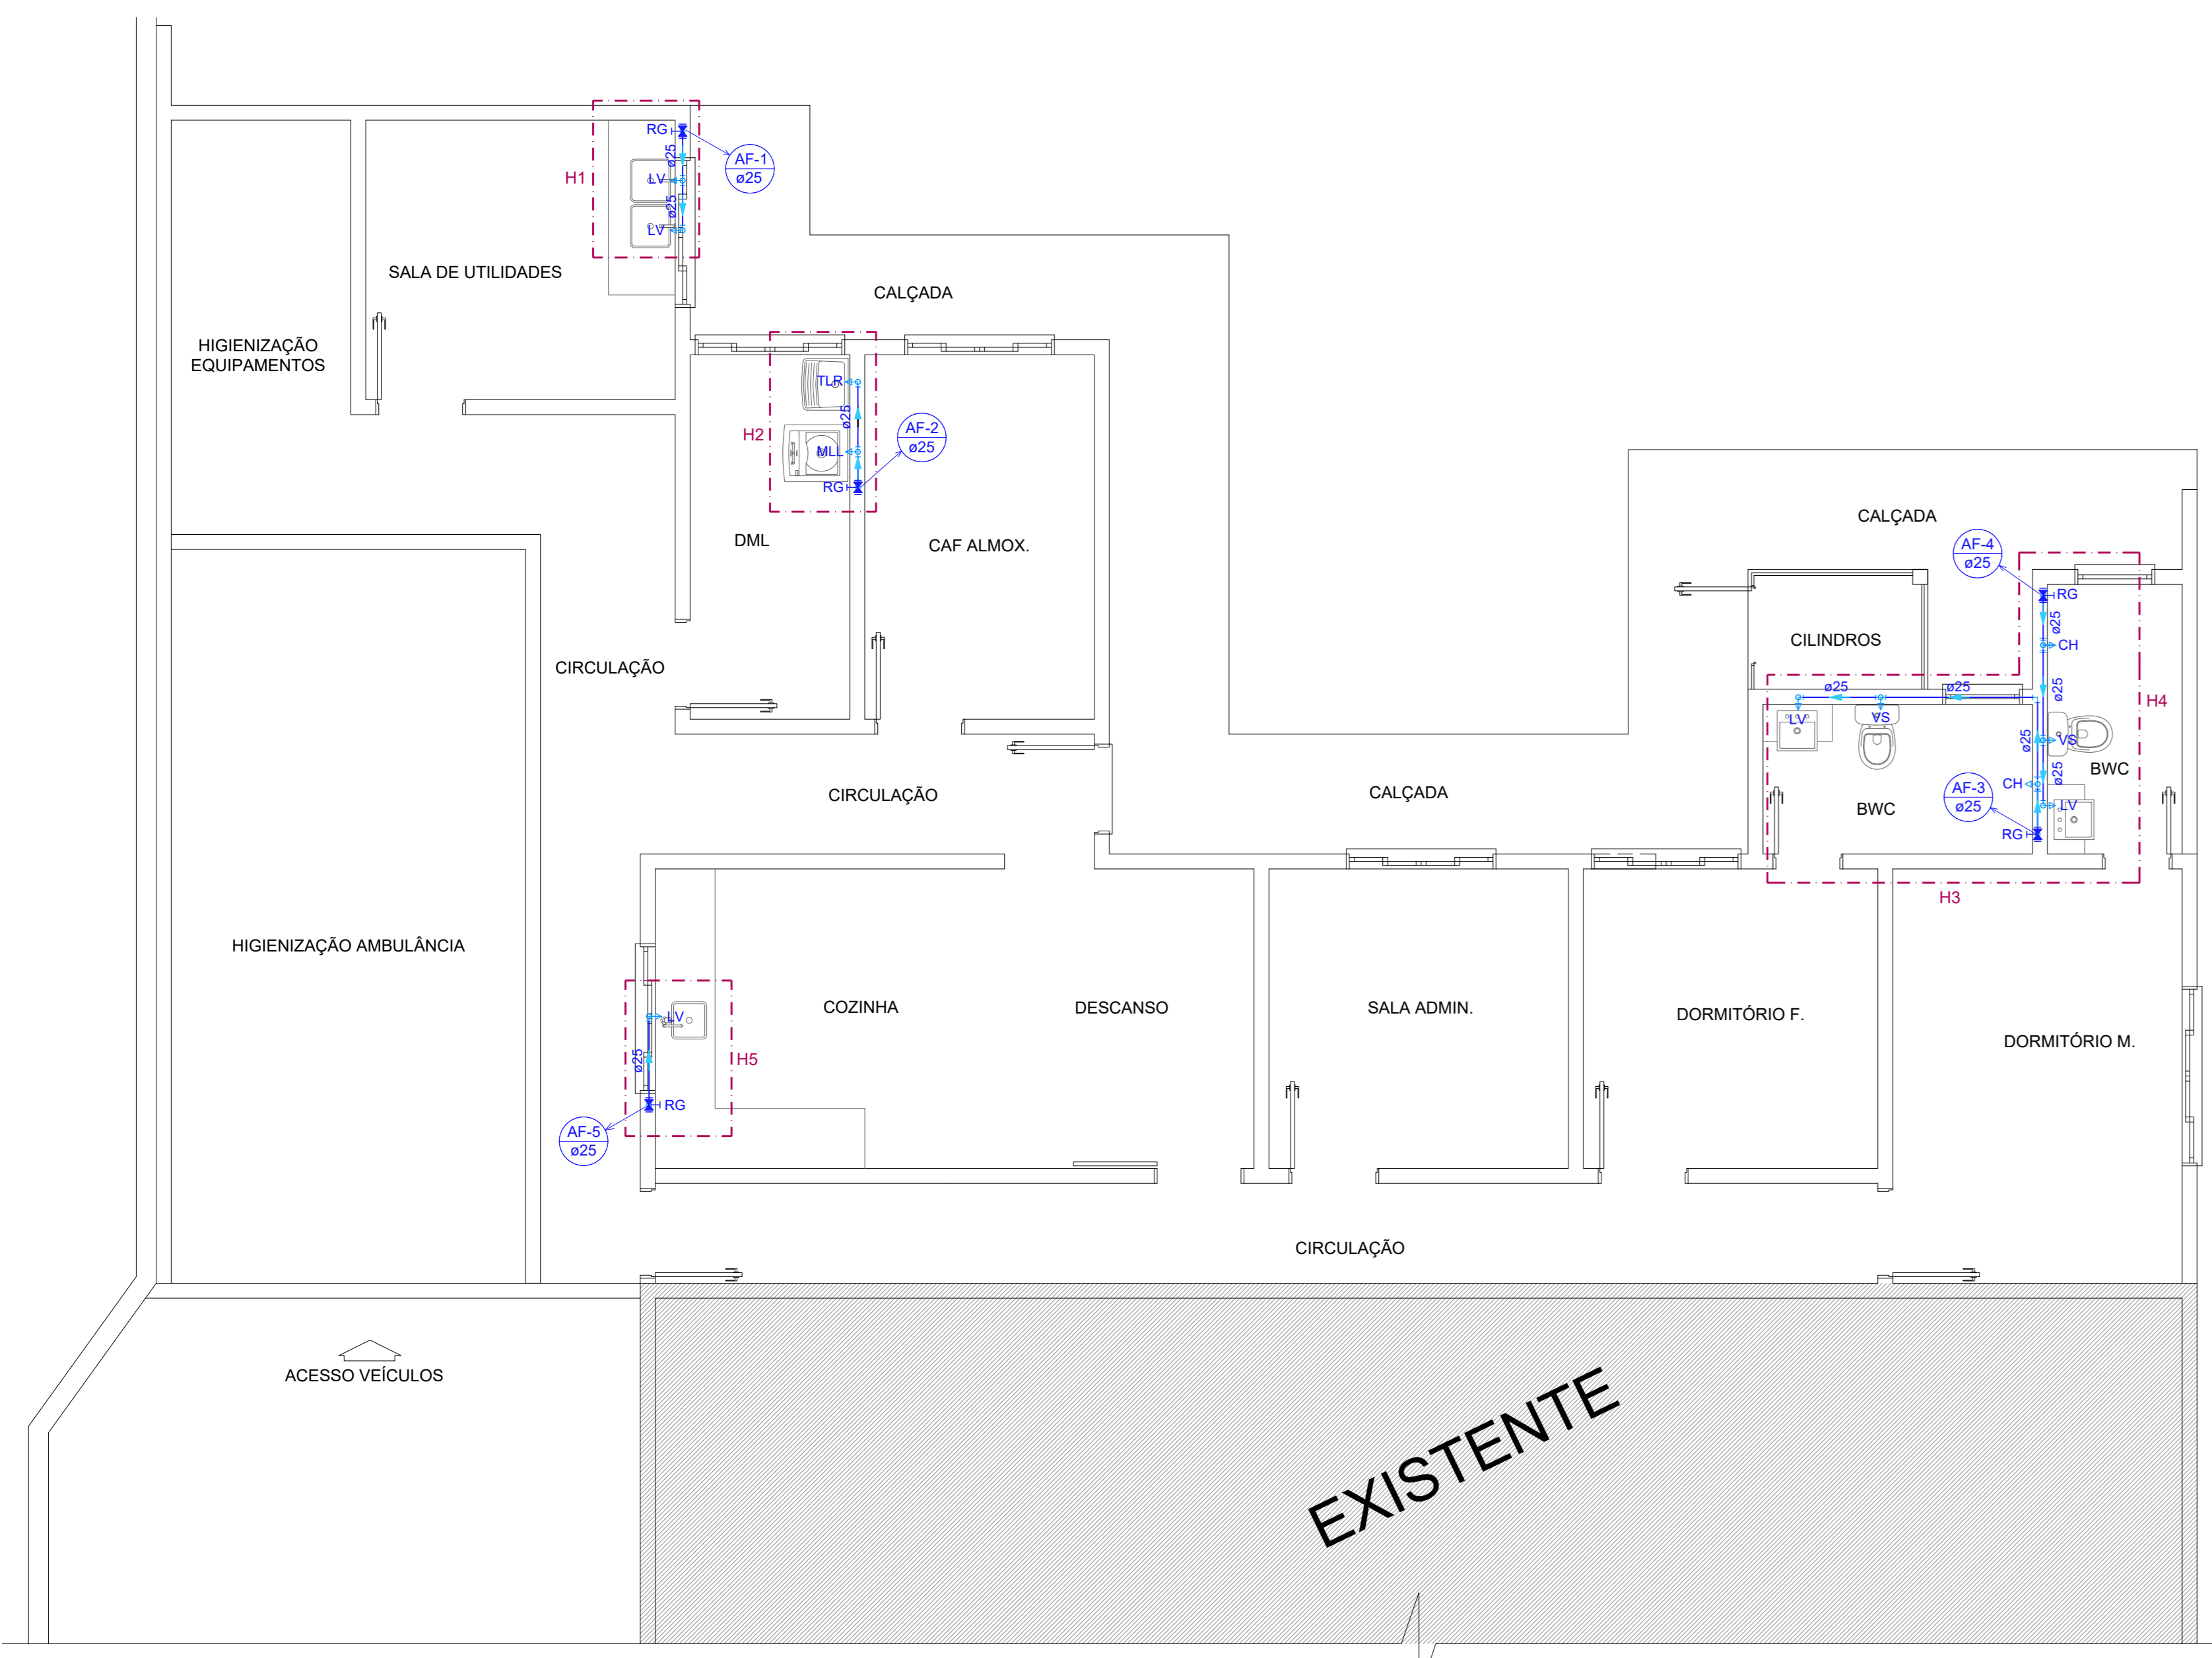 RG
AF-1
ø25
ø25
H1
LV
ø25
LV
SALA DE UTILIDADES
CALÇADA
HIGIENIZAÇÃO
EQUIPAMENTOS
TLR
ø25
H2
AF-2
ø25
MLL
RG
DML
CAF ALMOX.
CALÇADA
AF-4
ø25
RG
ø25
CH
CILINDROS
CIRCULAÇÃO
ø25
ø25
ø25
H4
LV
VS
ø25
VS
BWC
ø25
CH
AF-3
ø25
LV
RG
BWC
CIRCULAÇÃO
CALÇADA
H3
HIGIENIZAÇÃO AMBULÂNCIA
LV
COZINHA
DESCANSO
SALA ADMIN.
DORMITÓRIO F.
DORMITÓRIO M.
ø25
H5
RG
AF-5
ø25
CIRCULAÇÃO
ACESSO VEÍCULOS
EXISTENTE